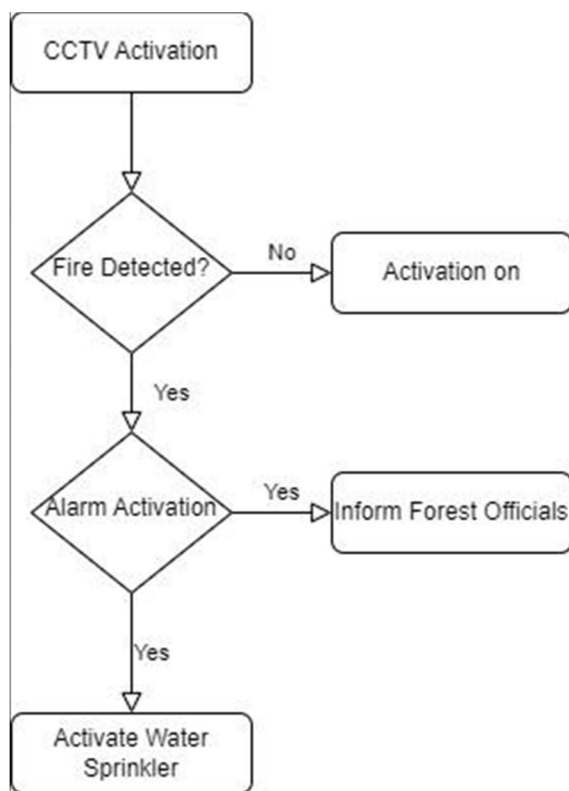 CCTV Activation
Fire Detected?
No
Activation on
Yes
Alarm Activation
Yes
Inform Forest Officials
Yes
Activate Water
Sprinkler